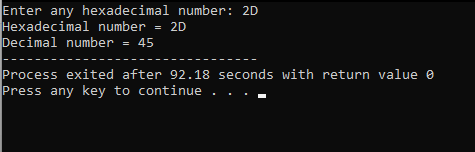 Enter any hexadecimal number: 2D
Hexadecimal number = 2D
Decimal number = 45
--------------------------------
Process exited after 92.18 seconds with return value 0
Press any key to continue . . .